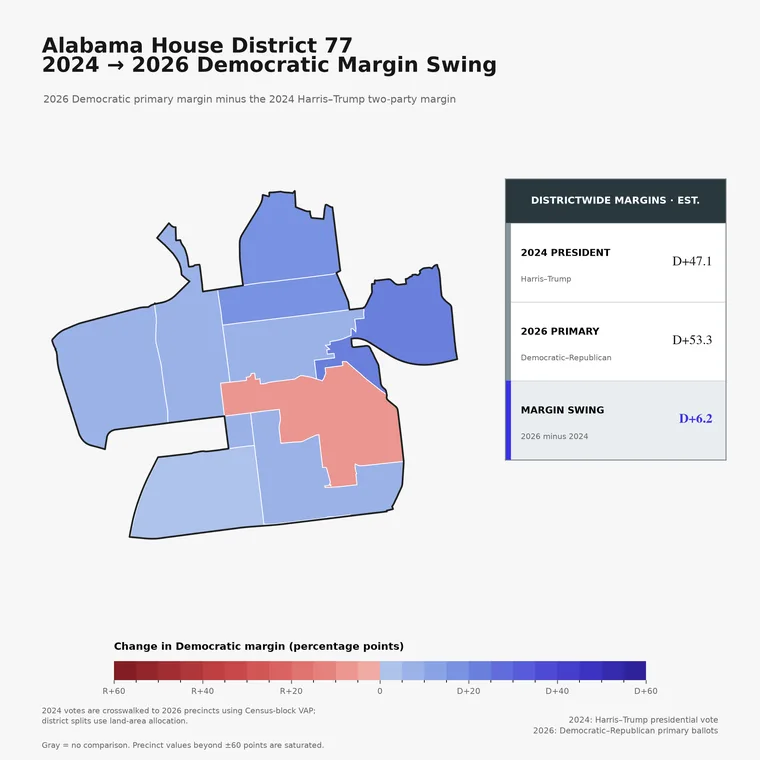 Alabama House District 77
2024 → 2026 Democratic Margin Swing
2026 Democratic primary margin minus the 2024 Harris–Trump two-party margin
DISTRICTWIDE MARGINS · EST.
2024 PRESIDENT
D+47.1
Harris–Trump
2026 PRIMARY
D+53.3
Democratic–Republican
MARGIN SWING
D+6.2
2026 minus 2024
Change in Democratic margin (percentage points)
R+60 R+40 R+20 0 D+20 D+40 D+60
2024 votes are crosswalked to 2026 precincts using Census-block VAP;
district splits use land-area allocation.
2024: Harris–Trump presidential vote
2026: Democratic–Republican primary ballots
Gray = no comparison. Precinct values beyond ±60 points are saturated.